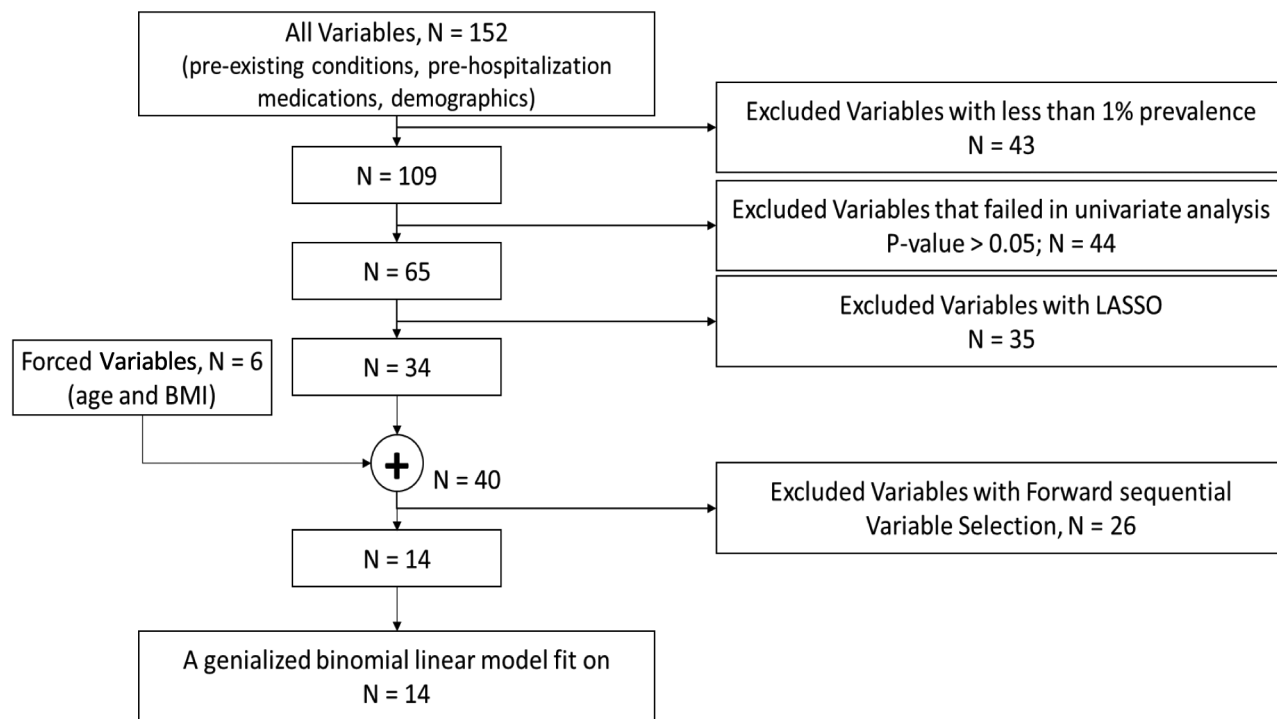 All Variables, N = 152
(pre-existing conditions, pre-hospitalization
medications, demographics)
Excluded Variables with less than 1% prevalence
N = 43
N = 109
Excluded Variables that failed in univariate analysis
P-value > 0.05; N = 44
N = 65
Excluded Variables with LASSO
N = 35
Forced Variables, N = 6
(age and BMI)
N = 34
+
N = 40
Excluded Variables with Forward sequential
Variable Selection, N = 26
N = 14
A genialized binomial linear model fit on
N = 14